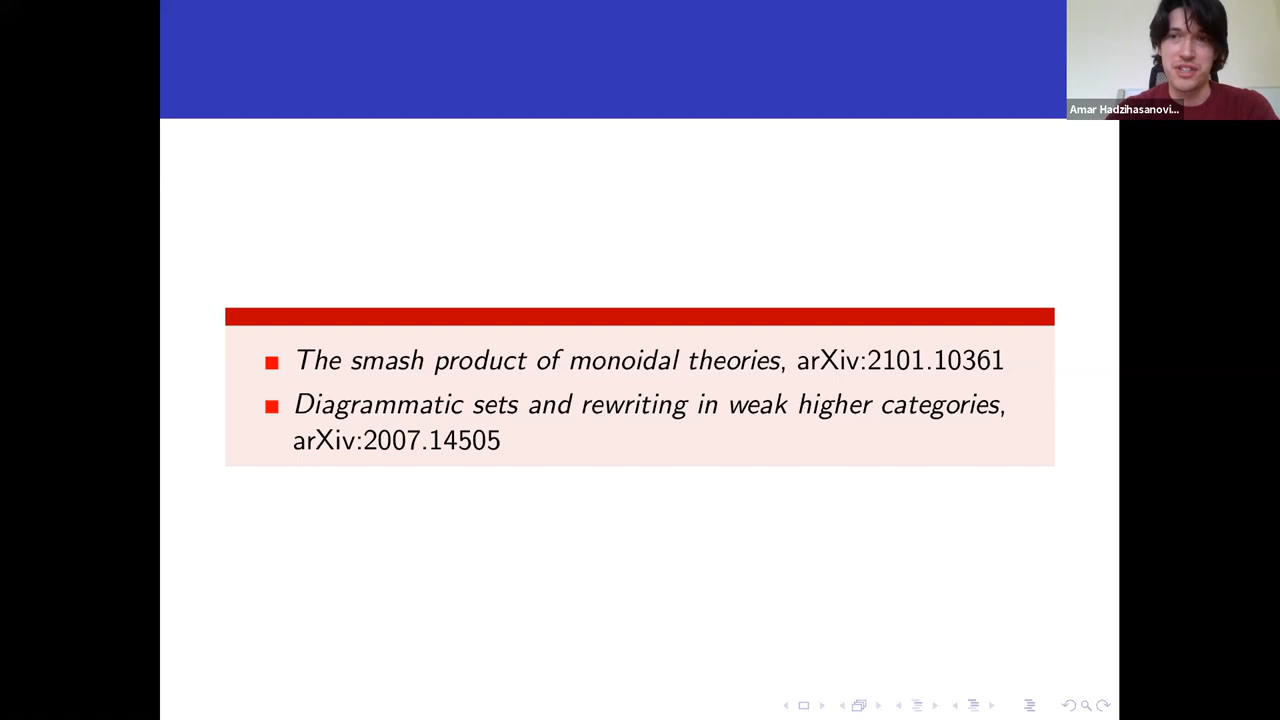 Amar Hadzihasanovi...
The smash product of monoidal theories, arXiv:2101.10361
Diagrammatic sets and rewriting in weak higher categories,
arXiv:2007.14505